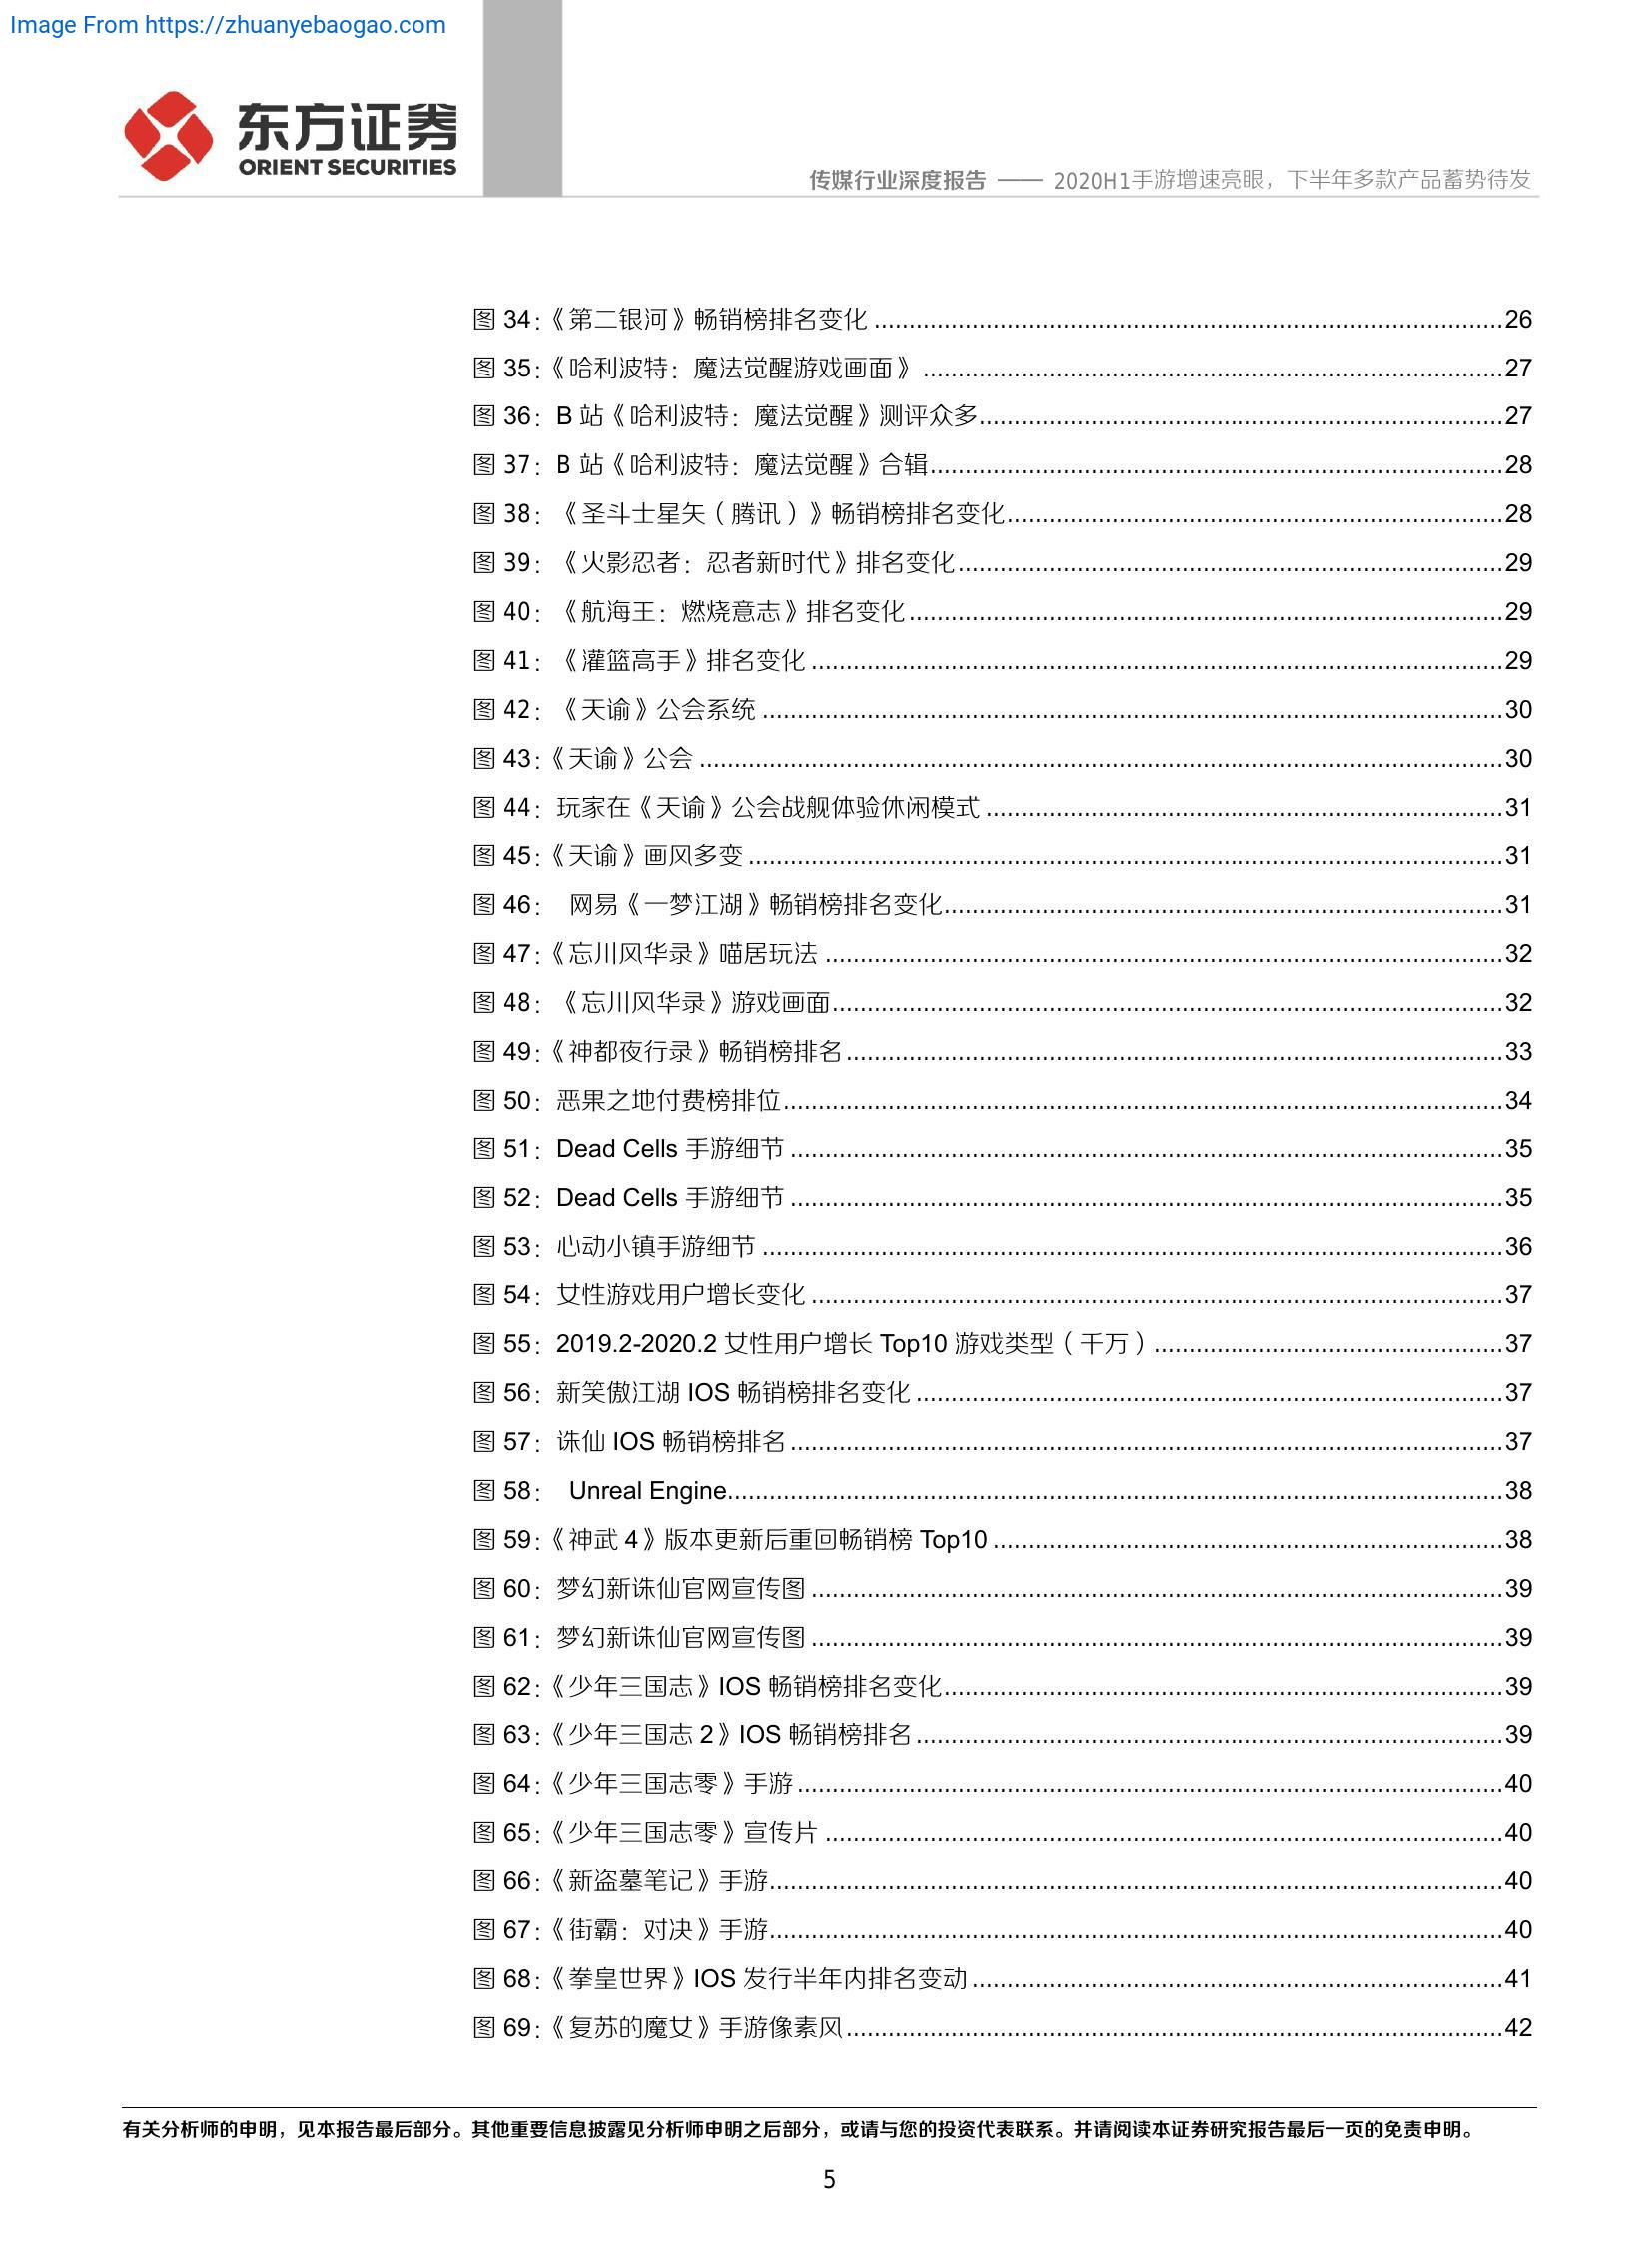 Image From https://zhuanyebaogao.com
东方证券
ORIENT SECURITIES
传媒行业深度报告 —— 2020H1手游增速亮眼，下半年多款产品蓄势待发
图 34：《第二银河》畅销榜排名变化 ............ 26
图 35：《哈利波特：魔法觉醒游戏画面》 ............ 27
图 36：B 站《哈利波特：魔法觉醒》测评众多 ............ 27
图 37：B 站《哈利波特：魔法觉醒》合辑 ............ 28
图 38：《圣斗士星矢（腾讯）》畅销榜排名变化 ............ 28
图 39：《火影忍者：忍者新时代》排名变化 ............ 29
图 40：《航海王：燃烧意志》排名变化 ............ 29
图 41：《灌篮高手》排名变化 ............ 29
图 42：《天谕》公会系统 ............ 30
图 43：《天谕》公会 ............ 30
图 44：玩家在《天谕》公会战舰体验休闲模式 ............ 31
图 45：《天谕》画风多变 ............ 31
图 46： 网易《一梦江湖》畅销榜排名变化 ............ 31
图 47：《忘川风华录》喵居玩法 ............ 32
图 48：《忘川风华录》游戏画面 ............ 32
图 49：《神都夜行录》畅销榜排名 ............ 33
图 50：恶果之地付费榜排位 ............ 34
图 51：Dead Cells 手游细节 ............ 35
图 52：Dead Cells 手游细节 ............ 35
图 53：心动小镇手游细节 ............ 36
图 54：女性游戏用户增长变化 ............ 37
图 55：2019.2-2020.2 女性用户增长 Top10 游戏类型（千万） ............ 37
图 56：新笑傲江湖 IOS 畅销榜排名变化 ............ 37
图 57：诛仙 IOS 畅销榜排名 ............ 37
图 58： Unreal Engine ............ 38
图 59：《神武 4》版本更新后重回畅销榜 Top10 ............ 38
图 60：梦幻新诛仙官网宣传图 ............ 39
图 61：梦幻新诛仙官网宣传图 ............ 39
图 62：《少年三国志》IOS 畅销榜排名变化 ............ 39
图 63：《少年三国志 2》IOS 畅销榜排名 ............ 39
图 64：《少年三国志零》手游 ............ 40
图 65：《少年三国志零》宣传片 ............ 40
图 66：《新盗墓笔记》手游 ............ 40
图 67：《街霸：对决》手游 ............ 40
图 68：《拳皇世界》IOS 发行半年内排名变动 ............ 41
图 69：《复苏的魔女》手游像素风 ............ 42
有关分析师的申明，见本报告最后部分。其他重要信息披露见分析师申明之后部分，或请与您的投资代表联系。并请阅读本证券研究报告最后一页的免责申明。
5